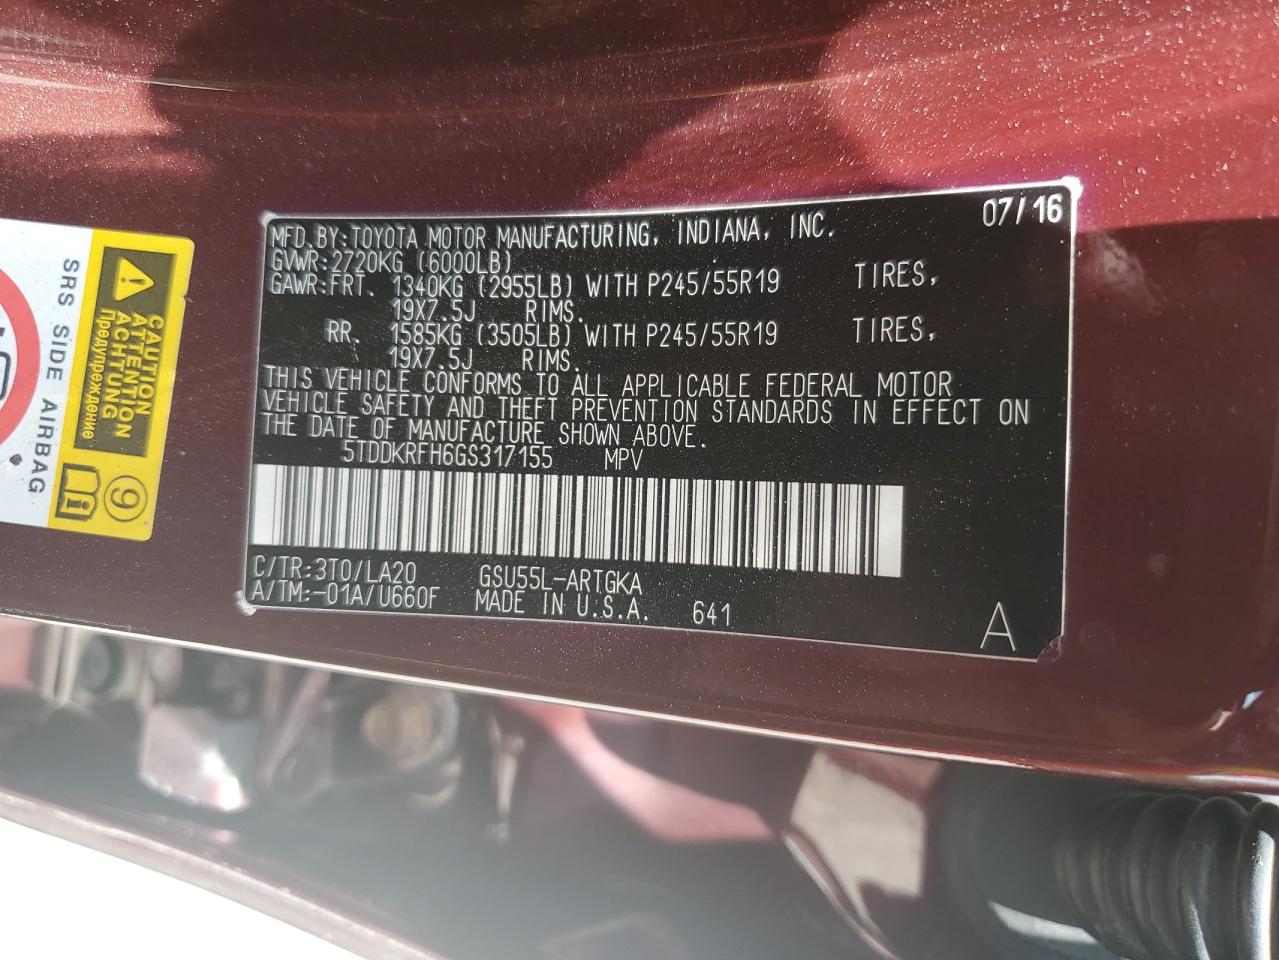 07/16
MFD.BY:TOYOTA MOTOR MANUFACTURING, INDIANA, INC.
GVWR:2720KG (6000LB)
GAWR:FRT. 1340KG (2955LB) WITH P245/55R19 TIRES,
19X7.5J RIMS.
RR. 1585KG (3505LB) WITH P245/55R19 TIRES,
19X7.5J RIMS.
THIS VEHICLE CONFORMS TO ALL APPLICABLE FEDERAL MOTOR
VEHICLE SAFETY AND THEFT PREVENTION STANDARDS IN EFFECT ON
THE DATE OF MANUFACTURE SHOWN ABOVE.
5TDDKRFH6GS317155 MPV
C/TR:3T0/LA20 GSU55L-ARTGKA
A/TM:-01A/U660F MADE IN U.S.A. 641
A
CAUTION
ATTENTION
ACHTUNG
Предупреждение
SRS SIDE AIRBAG
9